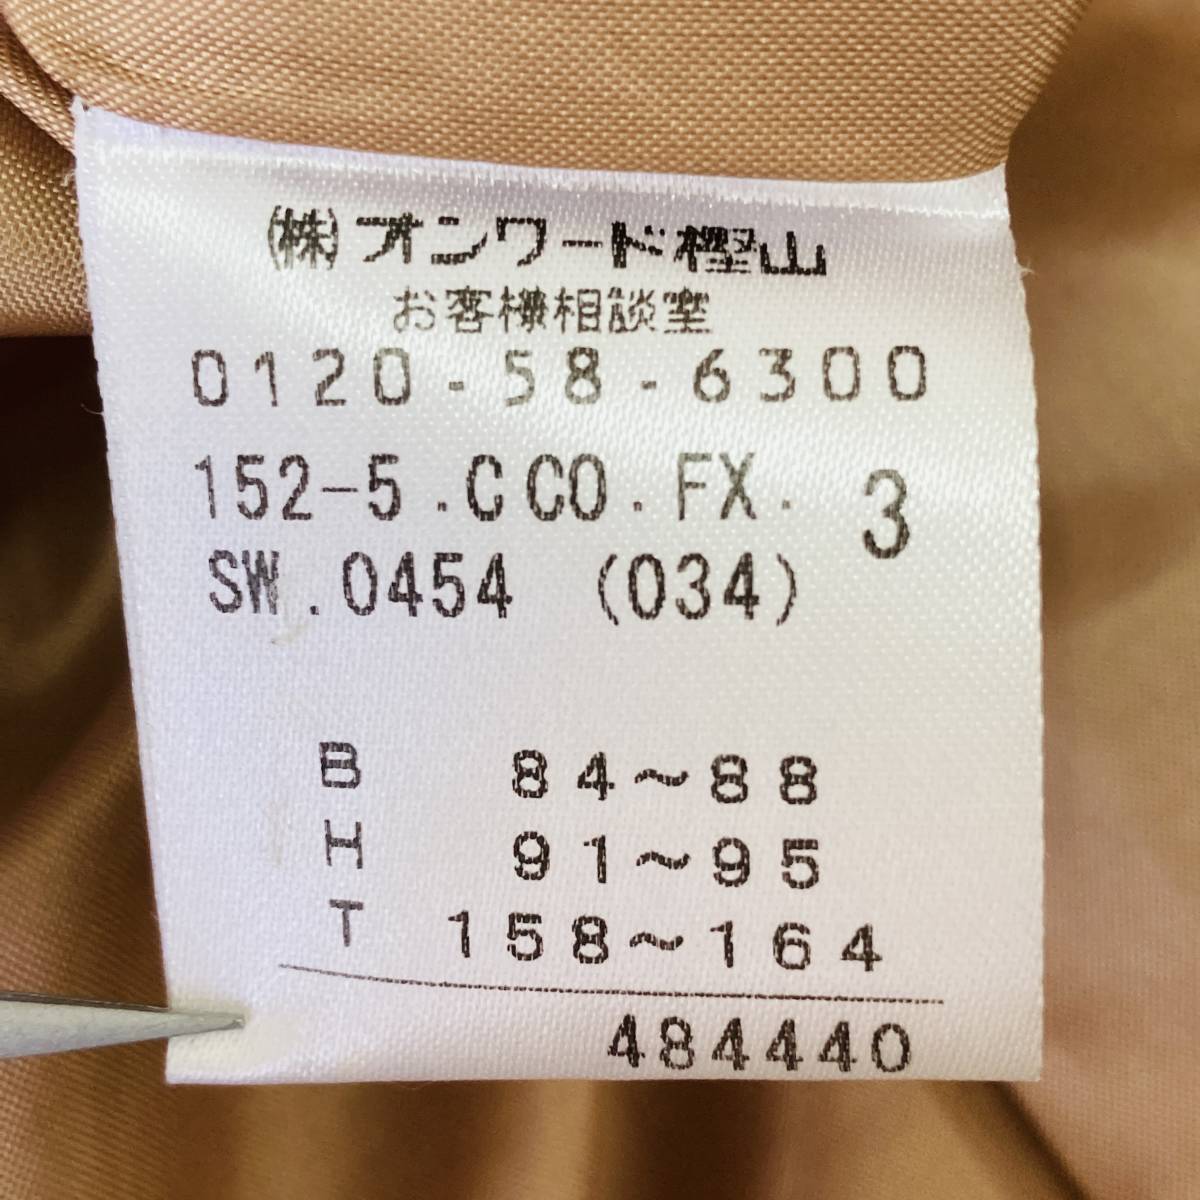 (株)オンワード樫山
お客様相談室
0120-58-6300
152-5.CCO.FX. 3
SW.0454 (034)
B 84～88
H 91～95
T 158～164
484440